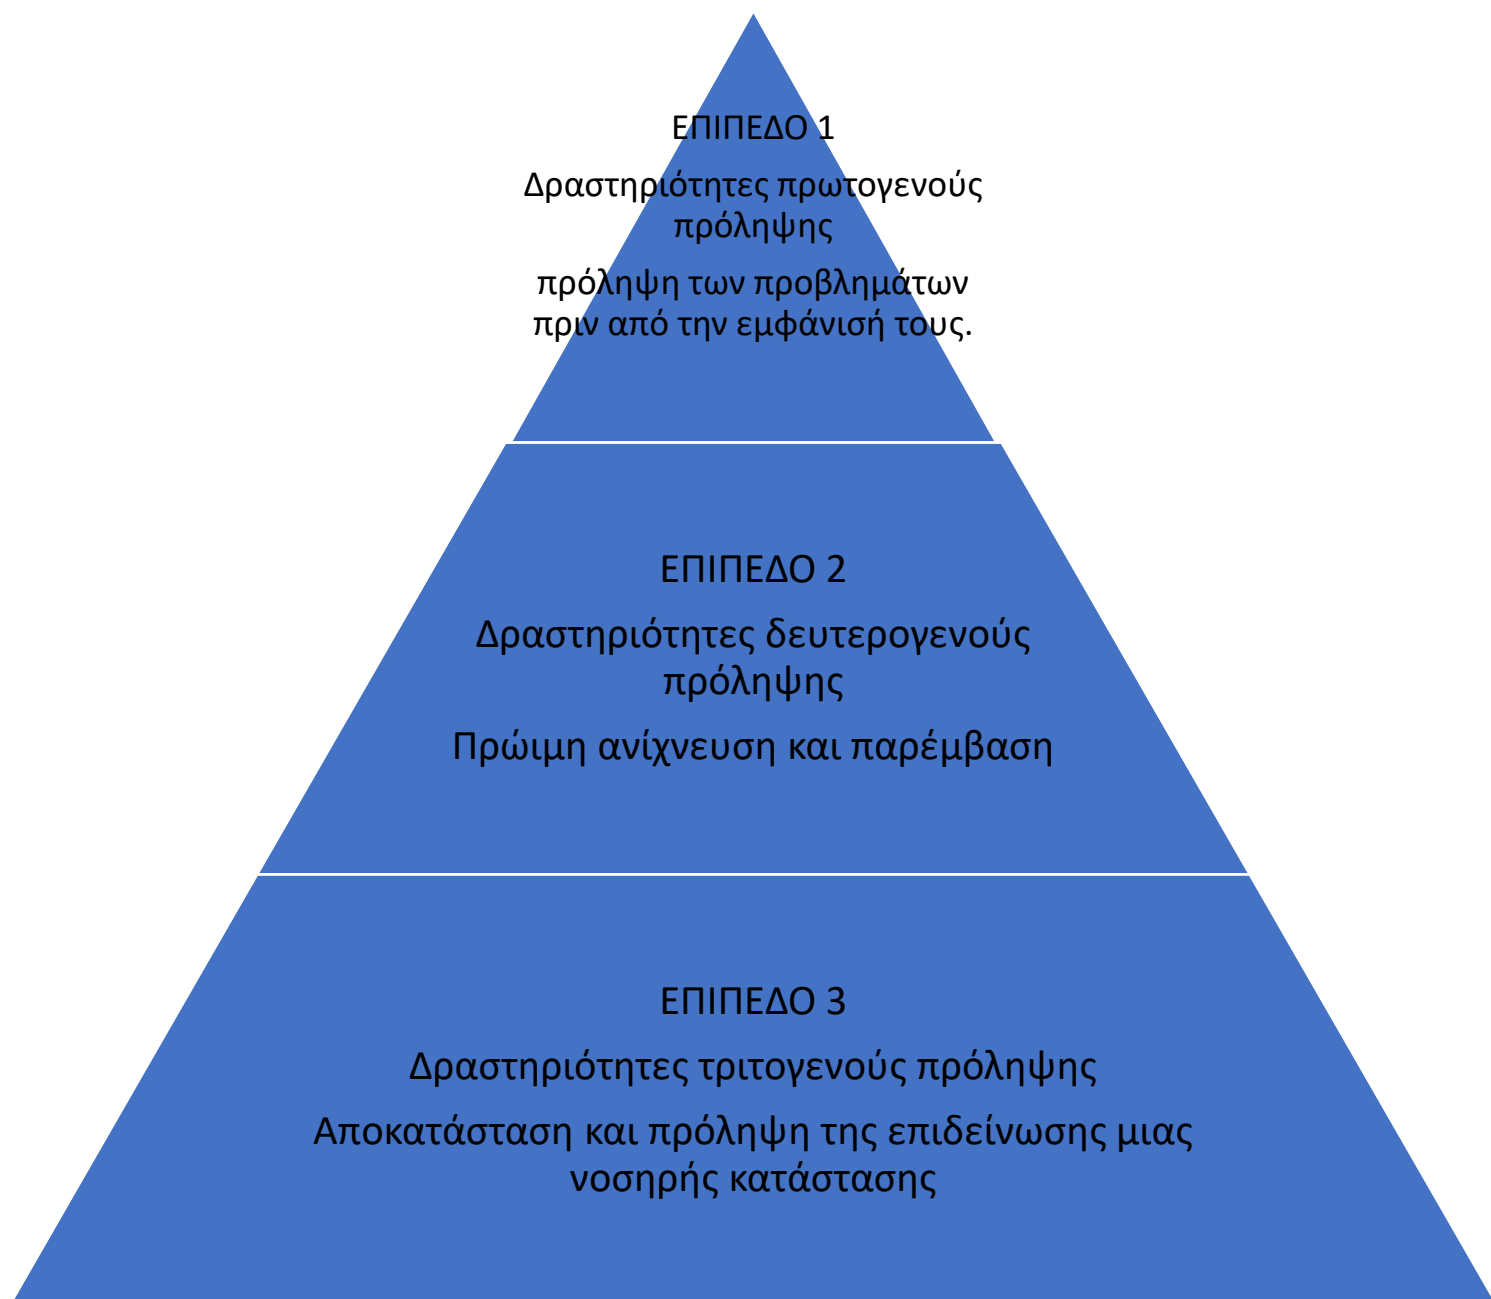 ΕΠΙΠΕΔΟ 1
Δραστηριότητες πρωτογενούς
πρόληψης
πρόληψη των προβλημάτων
πριν από την εμφάνισή τους.
ΕΠΙΠΕΔΟ 2
Δραστηριότητες δευτερογενούς
πρόληψης
Πρώιμη ανίχνευση και παρέμβαση
ΕΠΙΠΕΔΟ 3
Δραστηριότητες τριτογενούς πρόληψης
Αποκατάσταση και πρόληψη της επιδείνωσης μιας
νοσηρής κατάστασης